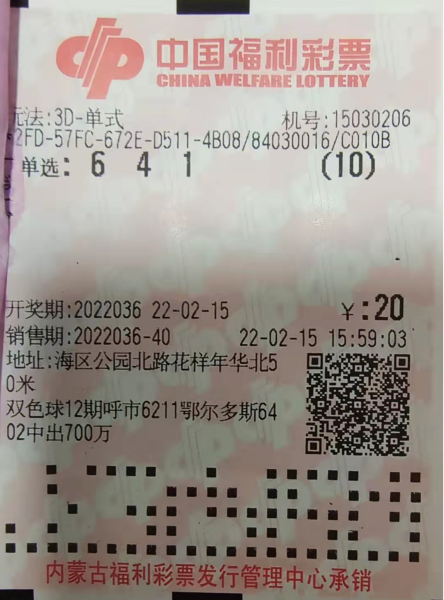 中国福利彩票
CHINA WELFARE LOTTERY
玩法:3D-单式 机号:15030206
2FD-57FC-672E-D511-4B08/84030016/C010B
单选: 6 4 1 (10)
开奖期:2022036 22-02-15 ¥:20
销售期:2022036-40 22-02-15 15:59:03
地址:海区公园北路花样年华北5
0米
双色球12期呼市6211鄂尔多斯64
02中出700万
内蒙古福利彩票发行管理中心承销